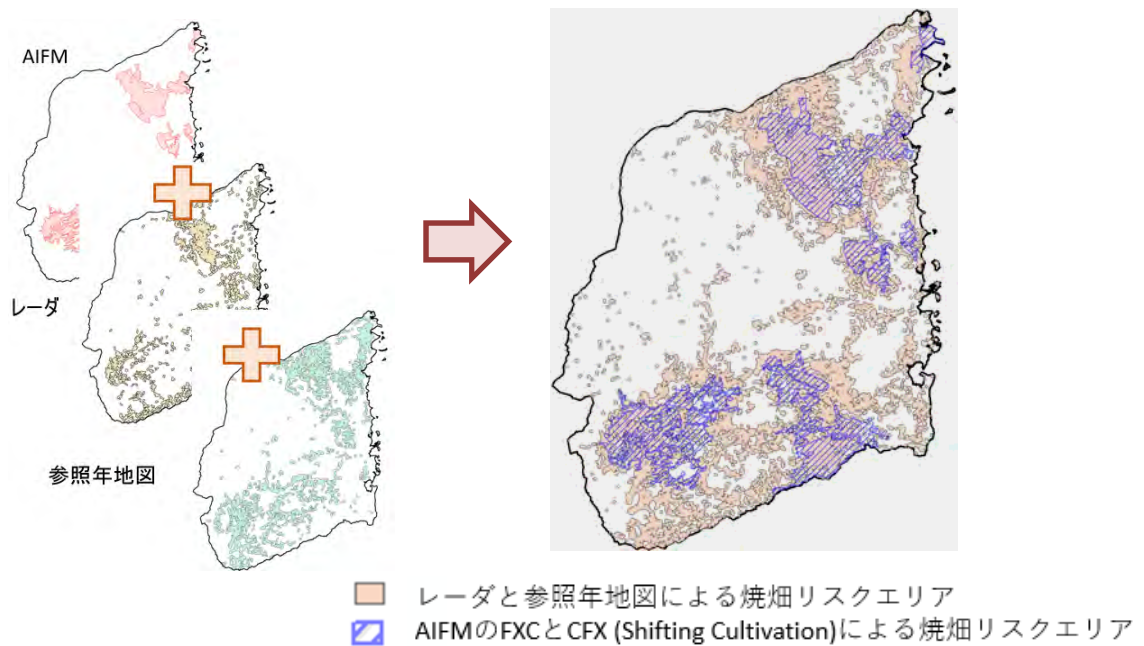 AIFM
レーダ
参照年地図
レーダと参照年地図による焼畑リスクエリア
AIFMのFXCとCFX (Shifting Cultivation)による焼畑リスクエリア